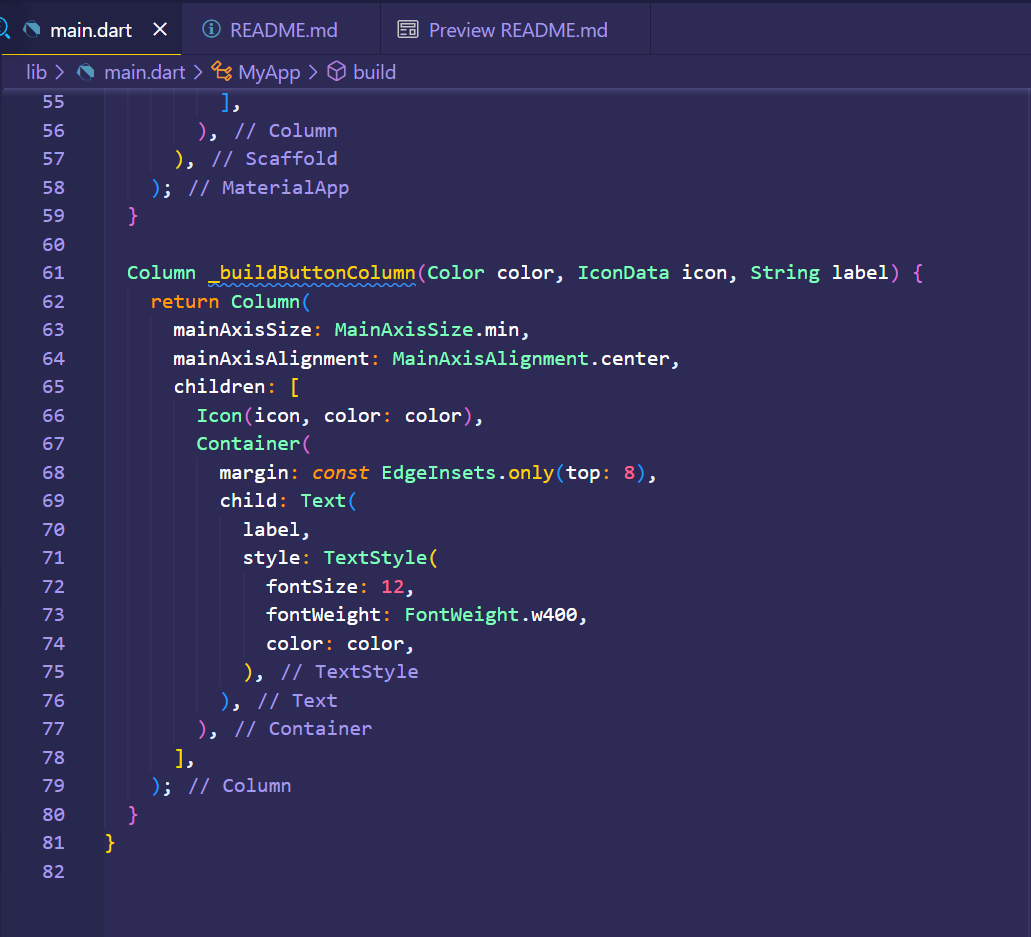 main.dart README.md Preview README.md
lib > main.dart > MyApp > build
55 ],
56 ), // Column
57 ), // Scaffold
58 ); // MaterialApp
59 }
60
61 Column _buildButtonColumn(Color color, IconData icon, String label) {
62 return Column(
63 mainAxisSize: MainAxisSize.min,
64 mainAxisAlignment: MainAxisAlignment.center,
65 children: [
66 Icon(icon, color: color),
67 Container(
68 margin: const EdgeInsets.only(top: 8),
69 child: Text(
70 label,
71 style: TextStyle(
72 fontSize: 12,
73 fontWeight: FontWeight.w400,
74 color: color,
75 ), // TextStyle
76 ), // Text
77 ), // Container
78 ],
79 ); // Column
80 }
81 }
82